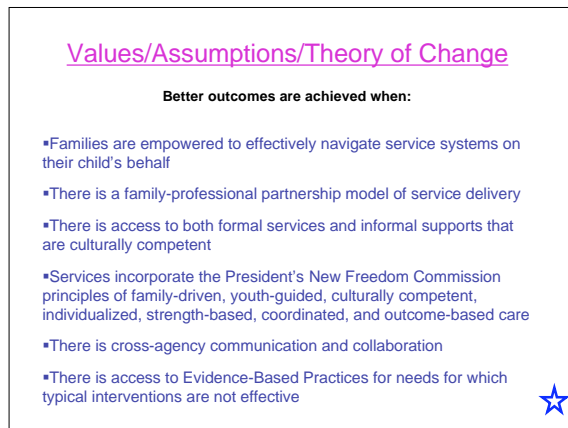 Values/Assumptions/Theory of Change
Better outcomes are achieved when:
▪Families are empowered to effectively navigate service systems on
their child's behalf
▪There is a family-professional partnership model of service delivery
▪There is access to both formal services and informal supports that
are culturally competent
▪Services incorporate the President's New Freedom Commission
principles of family-driven, youth-guided, culturally competent,
individualized, strength-based, coordinated, and outcome-based care
▪There is cross-agency communication and collaboration
▪There is access to Evidence-Based Practices for needs for which
typical interventions are not effective